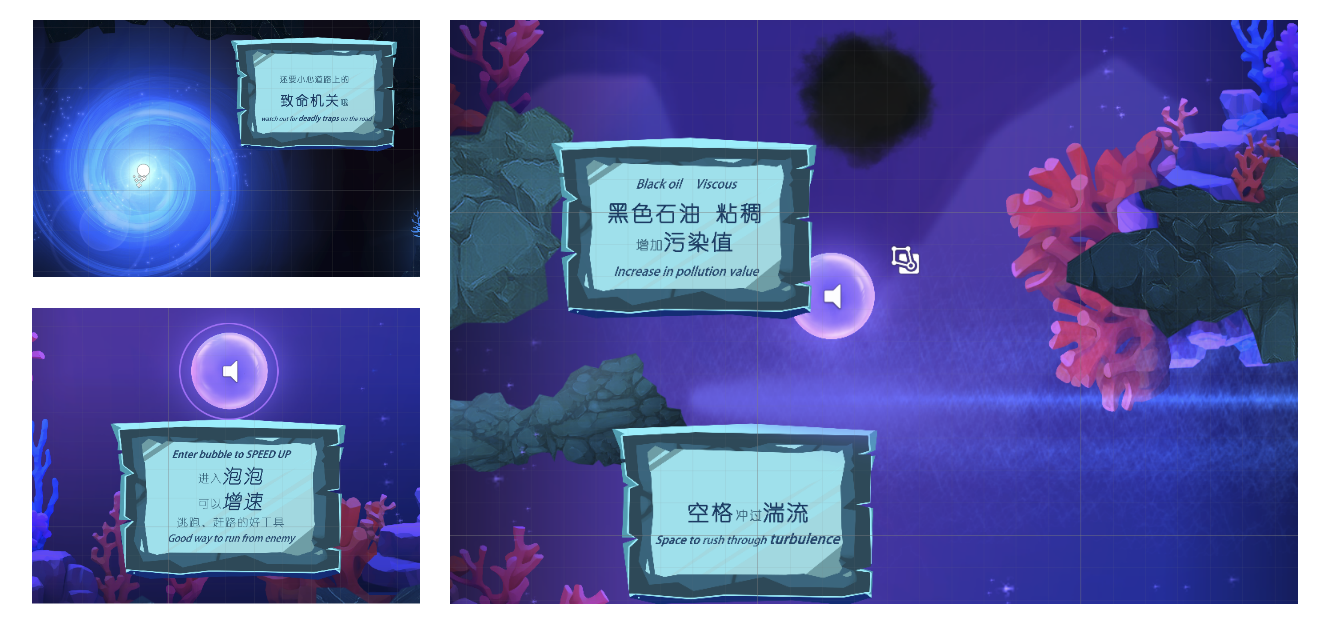 还要小心道路上的
致命机关哦
watch out for deadly traps on the road
Enter bubble to SPEED UP
进入泡泡
可以增速
逃跑、赶路的好工具
Good way to run from enemy
Black oil Viscous
黑色石油 粘稠
增加污染值
Increase in pollution value
空格冲过湍流
Space to rush through turbulence